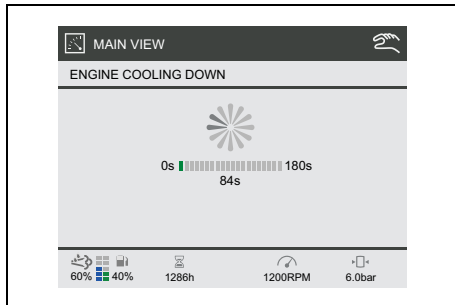 MAIN VIEW
ENGINE COOLING DOWN
0s 180s
84s
60% 40% 1286h 1200RPM 6.0bar